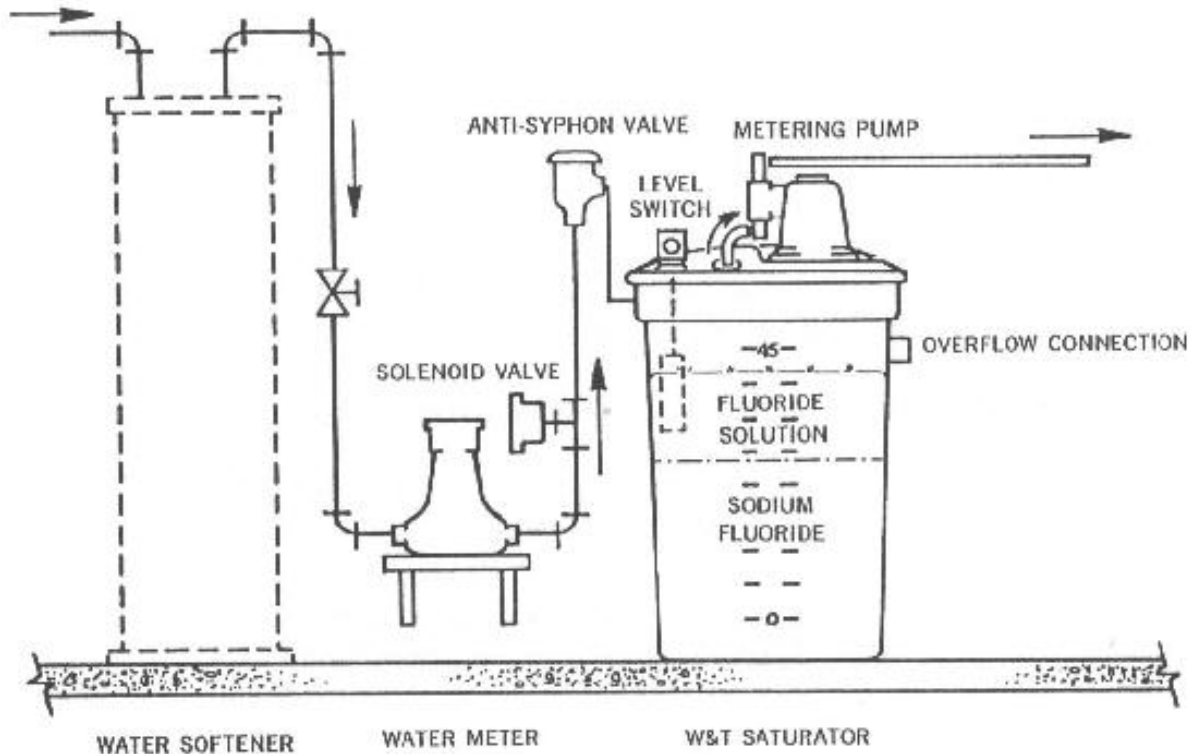 ANTI-SYPHON VALVE
METERING PUMP
LEVEL
SWITCH
SOLENOID VALVE
OVERFLOW CONNECTION
45
FLUORIDE
SOLUTION
SODIUM
FLUORIDE
0
WATER SOFTENER
WATER METER
W&T SATURATOR